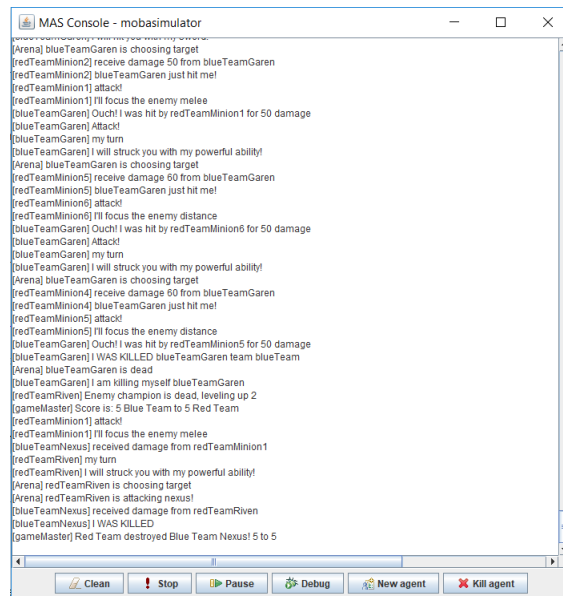 MAS Console - mobasimulator
[blueTeamGaren] I will hit you with my sword!
[Arena] blueTeamGaren is choosing target
[redTeamMinion2] receive damage 50 from blueTeamGaren
[redTeamMinion2] blueTeamGaren just hit me!
[redTeamMinion1] attack!
[redTeamMinion1] I'll focus the enemy melee
[blueTeamGaren] Ouch! I was hit by redTeamMinion1 for 50 damage
[blueTeamGaren] Attack!
[blueTeamGaren] my turn
[blueTeamGaren] I will struck you with my powerful ability!
[Arena] blueTeamGaren is choosing target
[redTeamMinion5] receive damage 60 from blueTeamGaren
[redTeamMinion5] blueTeamGaren just hit me!
[redTeamMinion6] attack!
[redTeamMinion6] I'll focus the enemy distance
[blueTeamGaren] Ouch! I was hit by redTeamMinion6 for 50 damage
[blueTeamGaren] Attack!
[blueTeamGaren] my turn
[blueTeamGaren] I will struck you with my powerful ability!
[Arena] blueTeamGaren is choosing target
[redTeamMinion4] receive damage 60 from blueTeamGaren
[redTeamMinion4] blueTeamGaren just hit me!
[redTeamMinion5] attack!
[redTeamMinion5] I'll focus the enemy distance
[blueTeamGaren] Ouch! I was hit by redTeamMinion5 for 50 damage
[blueTeamGaren] I WAS KILLED blueTeamGaren team blueTeam
[Arena] blueTeamGaren is dead
[blueTeamGaren] I am killing myself blueTeamGaren
[redTeamRiven] Enemy champion is dead, leveling up 2
[gameMaster] Score is: 5 Blue Team to 5 Red Team
[redTeamMinion1] attack!
[redTeamMinion1] I'll focus the enemy melee
[blueTeamNexus] received damage from redTeamMinion1
[redTeamRiven] my turn
[redTeamRiven] I will struck you with my powerful ability!
[Arena] redTeamRiven is choosing target
[Arena] redTeamRiven is attacking nexus!
[blueTeamNexus] received damage from redTeamRiven
[blueTeamNexus] I WAS KILLED
[gameMaster] Red Team destroyed Blue Team Nexus! 5 to 5
Clean Stop Pause Debug New agent Kill agent